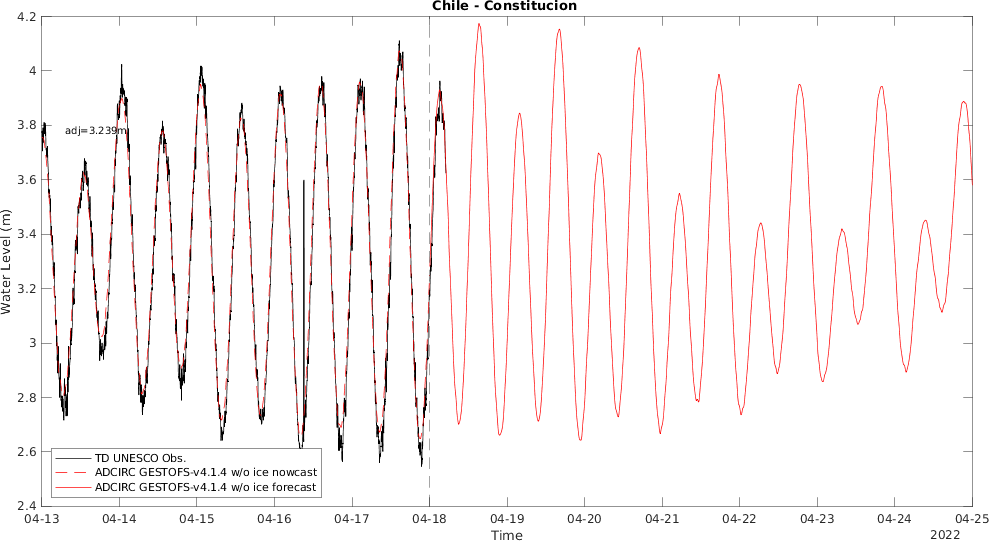 Chile - Constitucion
4.2
4
3.8
3.6
3.4
3.2
3
2.8
2.6
2.4
Water Level (m)
adj=3.239m
TD UNESCO Obs.
ADCIRC GESTOFS-v4.1.4 w/o ice nowcast
ADCIRC GESTOFS-v4.1.4 w/o ice forecast
04-13 04-14 04-15 04-16 04-17 04-18 04-19 04-20 04-21 04-22 04-23 04-24 04-25
Time
2022